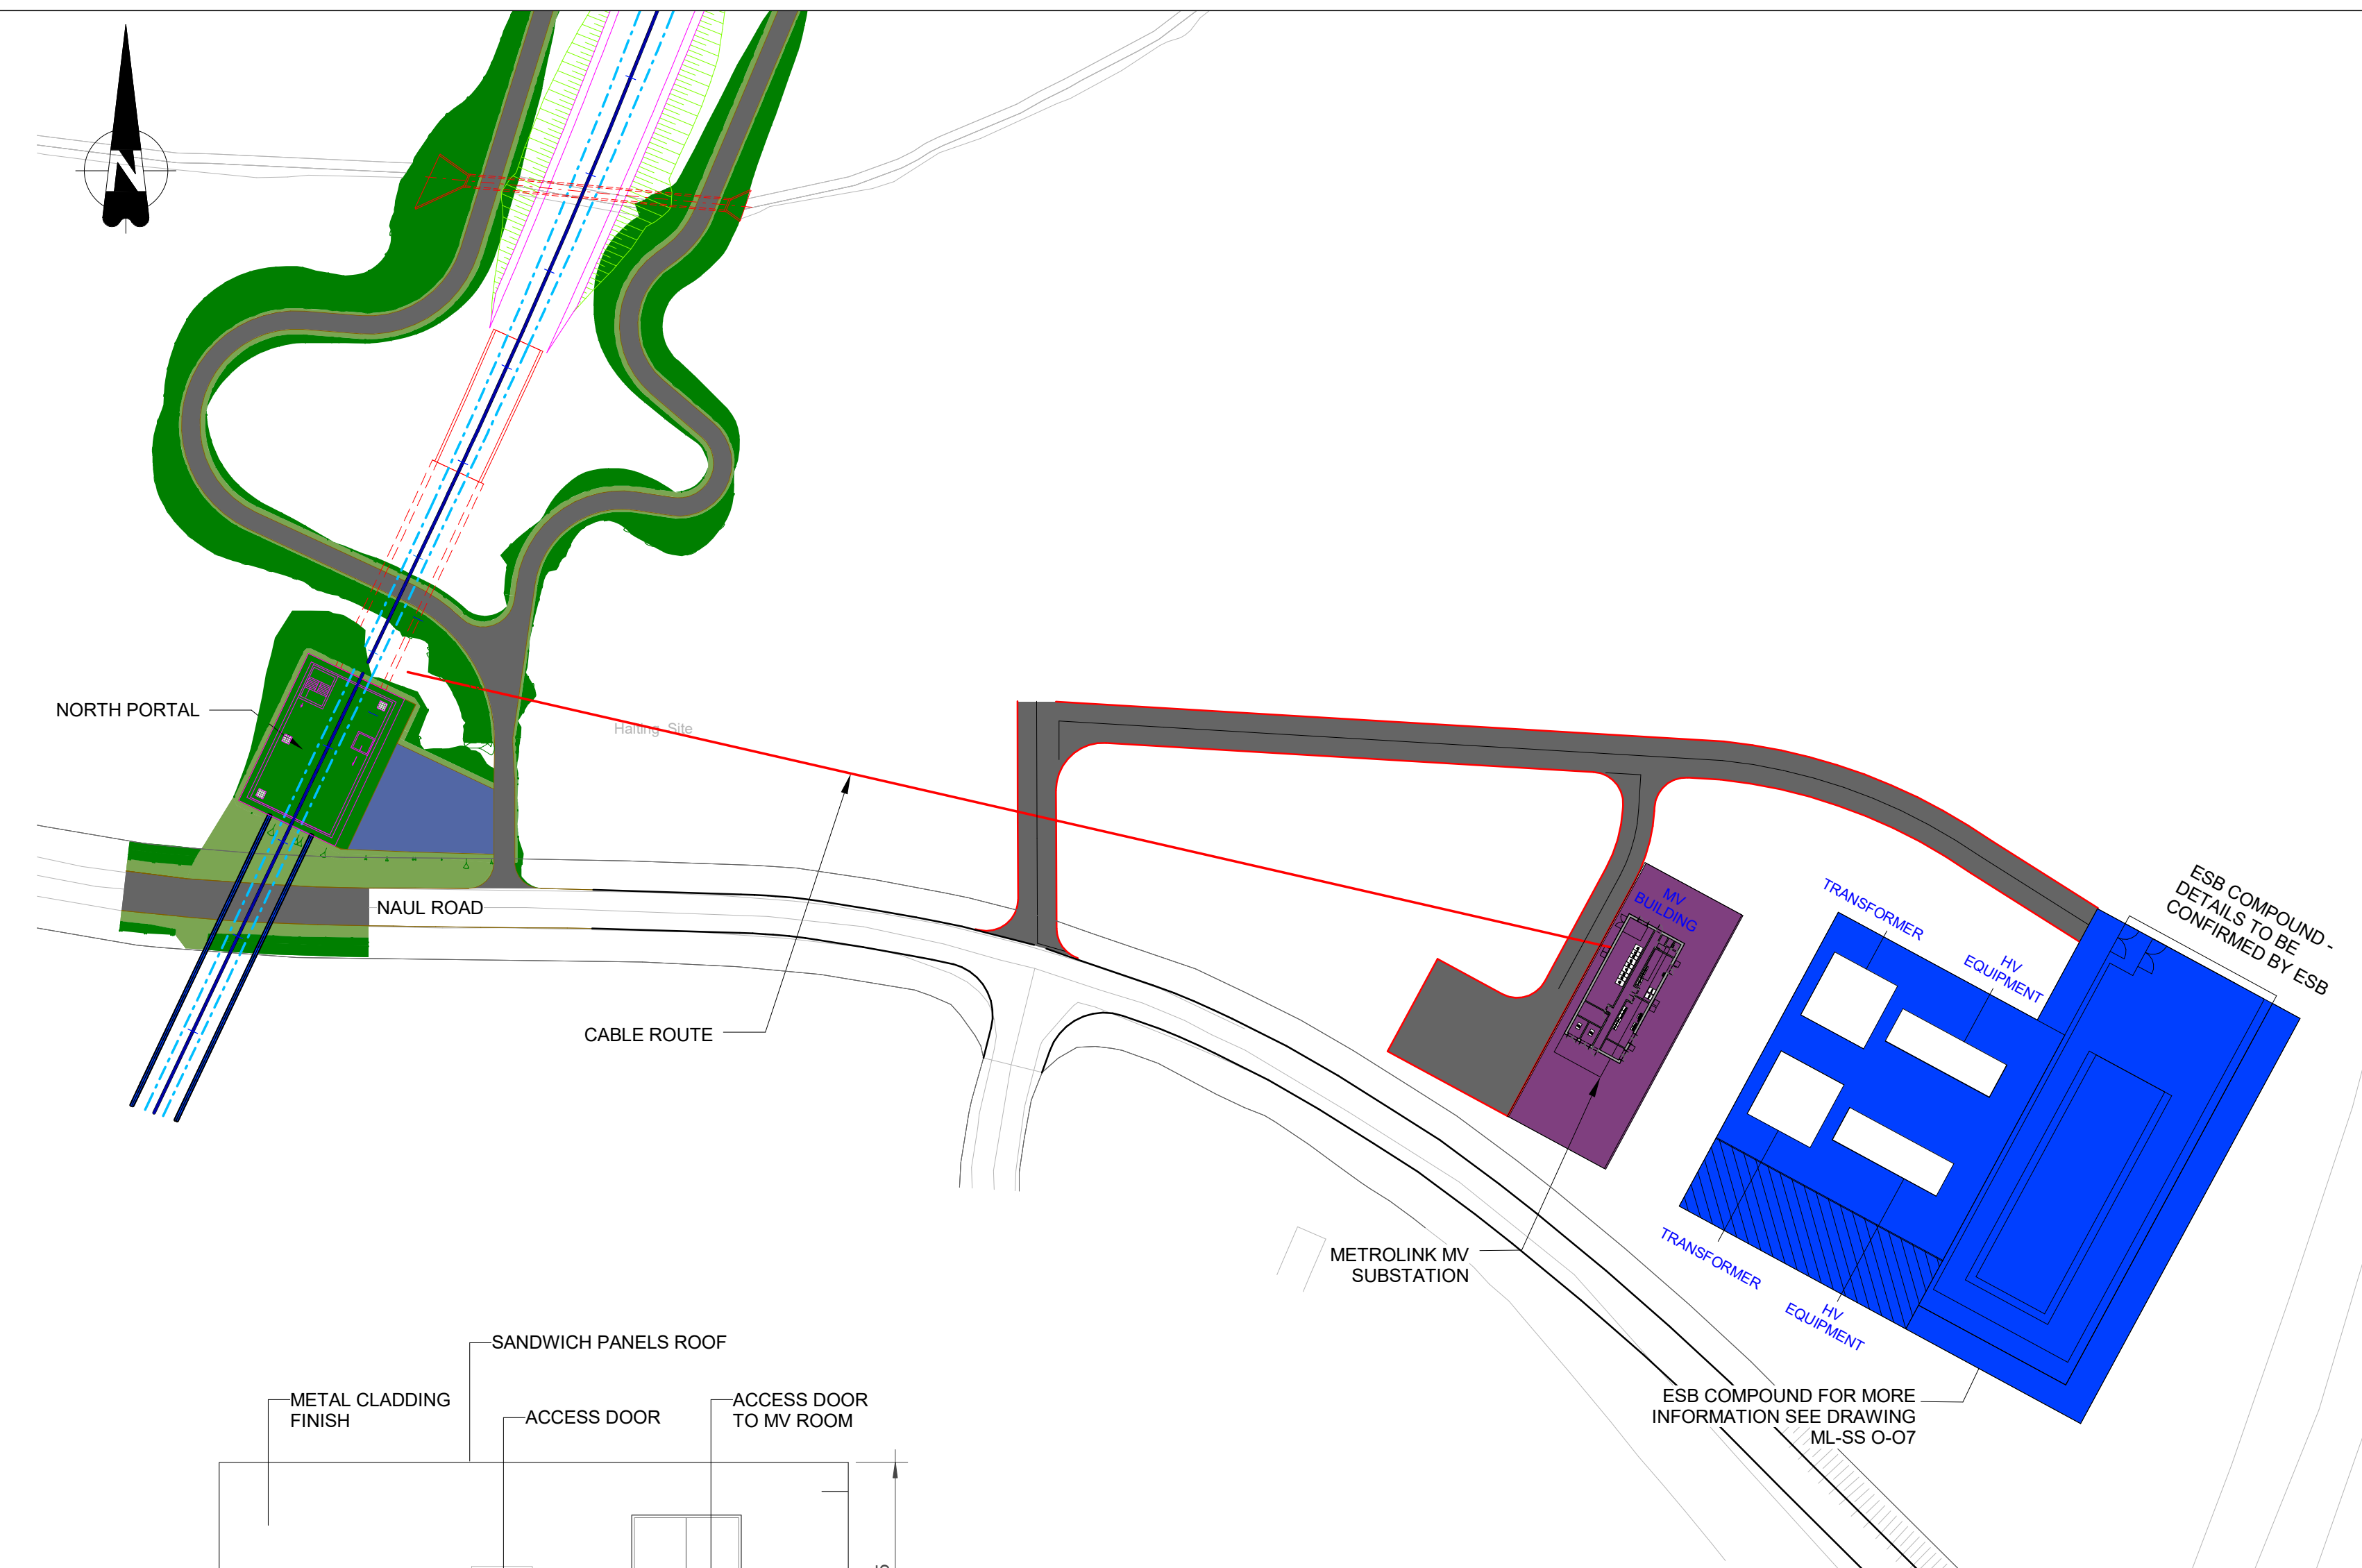 N
NORTH PORTAL
Halting Site
NAUL ROAD
CABLE ROUTE
MV
BUILDING
TRANSFORMER
HV
EQUIPMENT
ESB COMPOUND -
DETAILS TO BE
CONFIRMED BY ESB
METROLINK MV
SUBSTATION
TRANSFORMER
HV
EQUIPMENT
ESB COMPOUND FOR MORE
INFORMATION SEE DRAWING
ML-SS O-O7
SANDWICH PANELS ROOF
METAL CLADDING
FINISH
ACCESS DOOR
ACCESS DOOR
TO MV ROOM